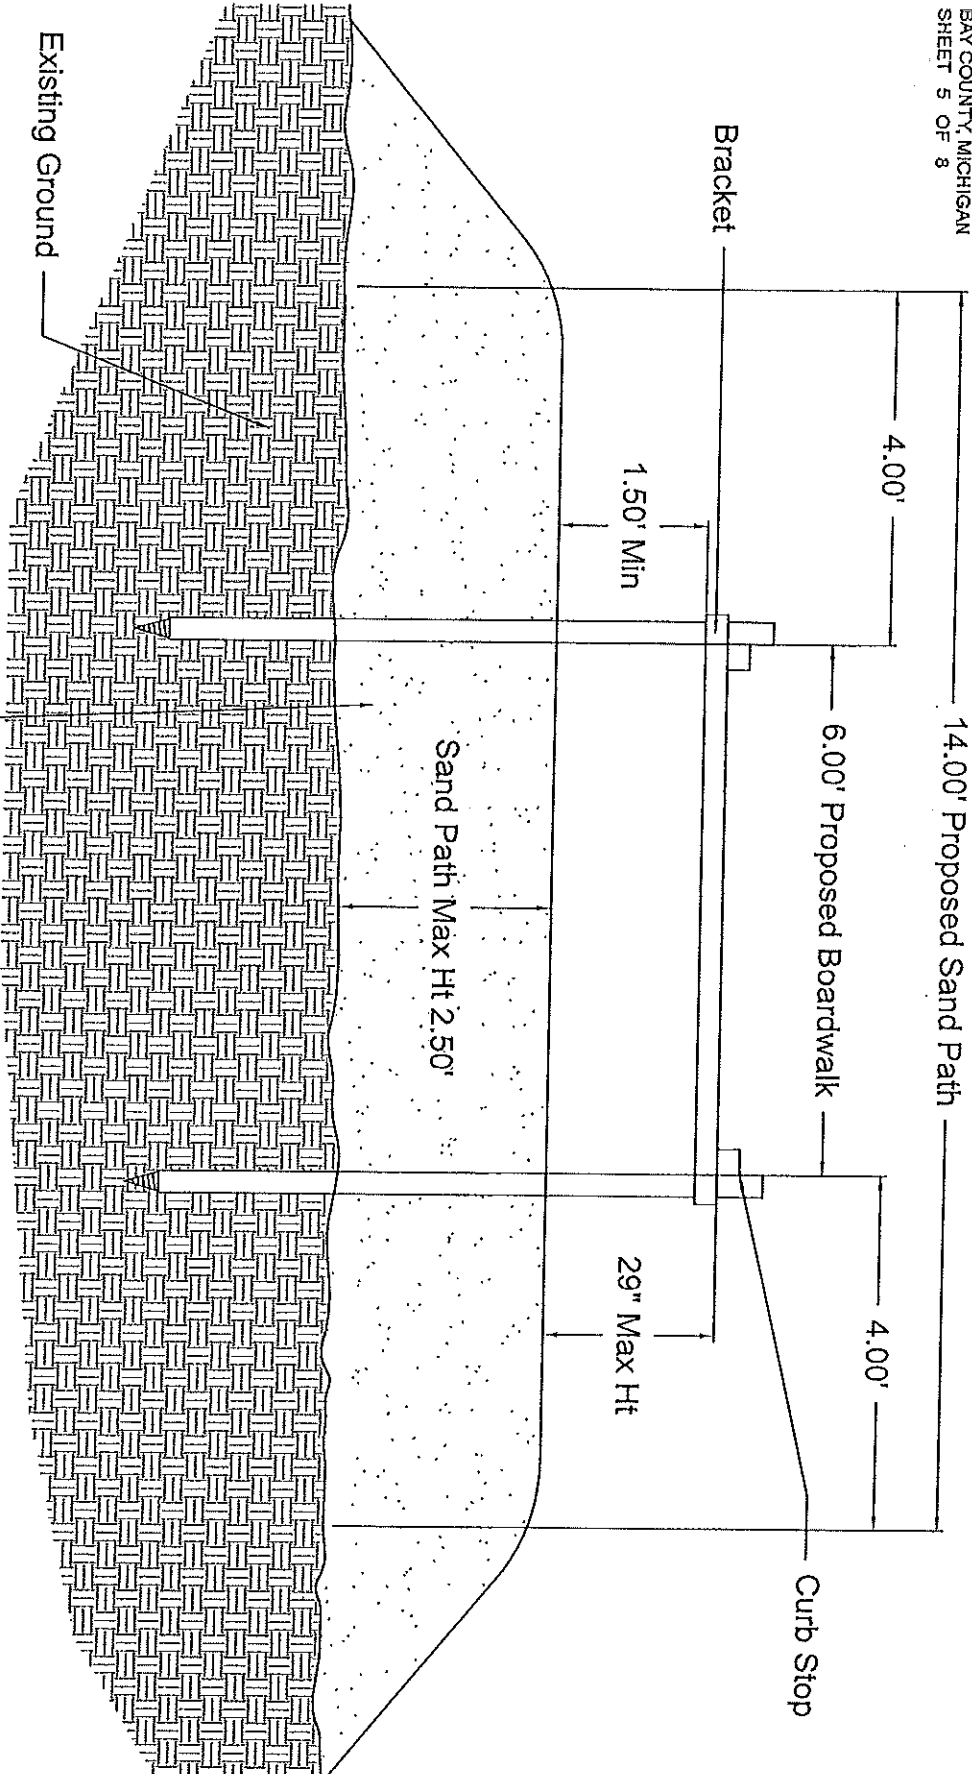 BAY COUNTY, MICHIGAN
SHEET 5 OF 8
14.00' Proposed Sand Path
4.00'
6.00' Proposed Boardwalk
4.00'
Curb Stop
Bracket
1.50' Min
29" Max Ht
Sand Path Max Ht 2.50'
Existing Ground